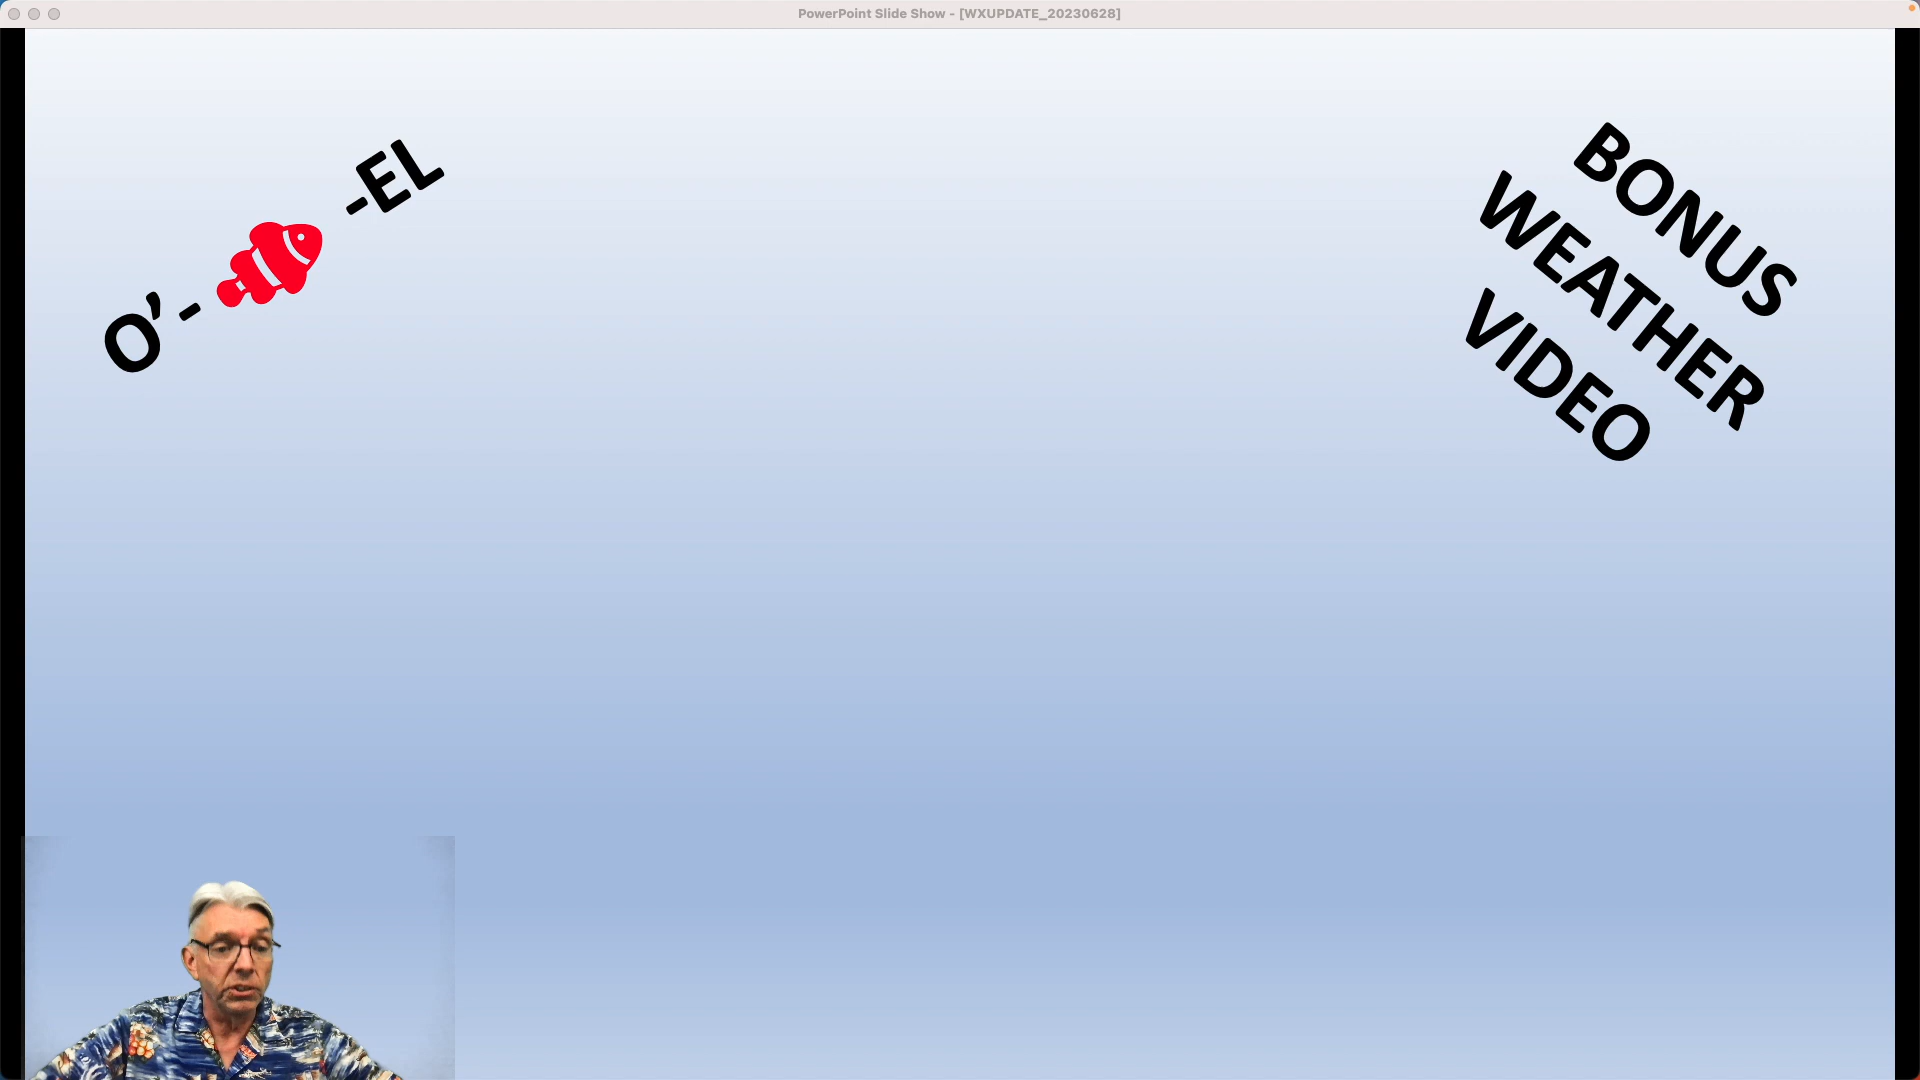 PowerPoint Slide Show - [WXUPDATE_20230628]
O’- -EL
BONUS
WEATHER
VIDEO